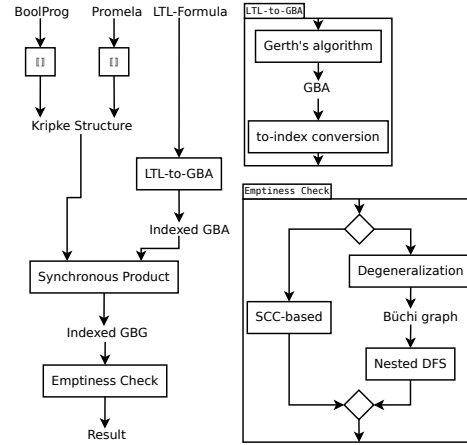 BoolProg
Promela
LTL-Formula
[[]]
[[]]
Kripke Structure
LTL-to-GBA
Indexed GBA
Synchronous Product
Indexed GBG
Emptiness Check
Result
LTL-to-GBA
Gerth's algorithm
GBA
to-index conversion
Emptiness Check
Degeneralization
SCC-based
Büchi graph
Nested DFS